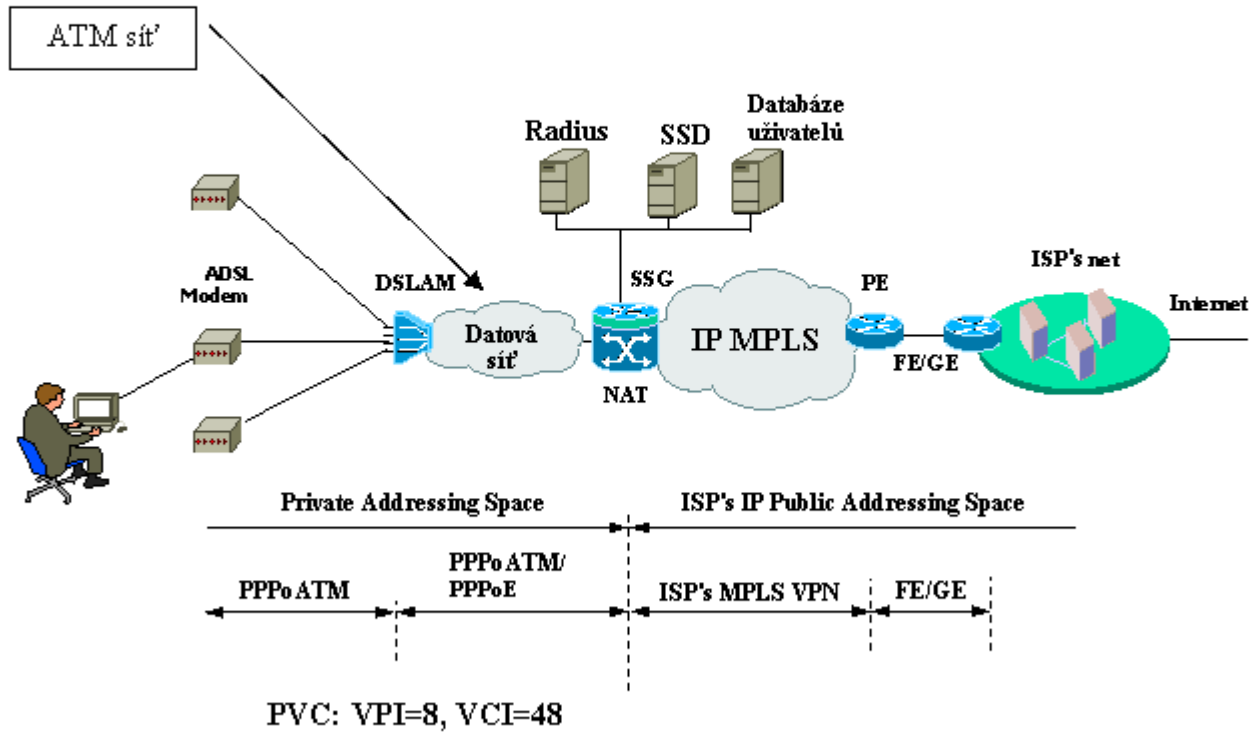 ATM síť
Databáze
uživatelů
Radius
SSD
ADSL
Modem
DSLAM
SSG
PE
ISP's net
Internet
Datová
síť
IP MPLS
FE/GE
NAT
Private Addressing Space
ISP's IP Public Addressing Space
PPPo ATM
PPPo ATM/
PPPoE
ISP's MPLS VPN
FE/GE
PVC: VPI=8, VCI=48